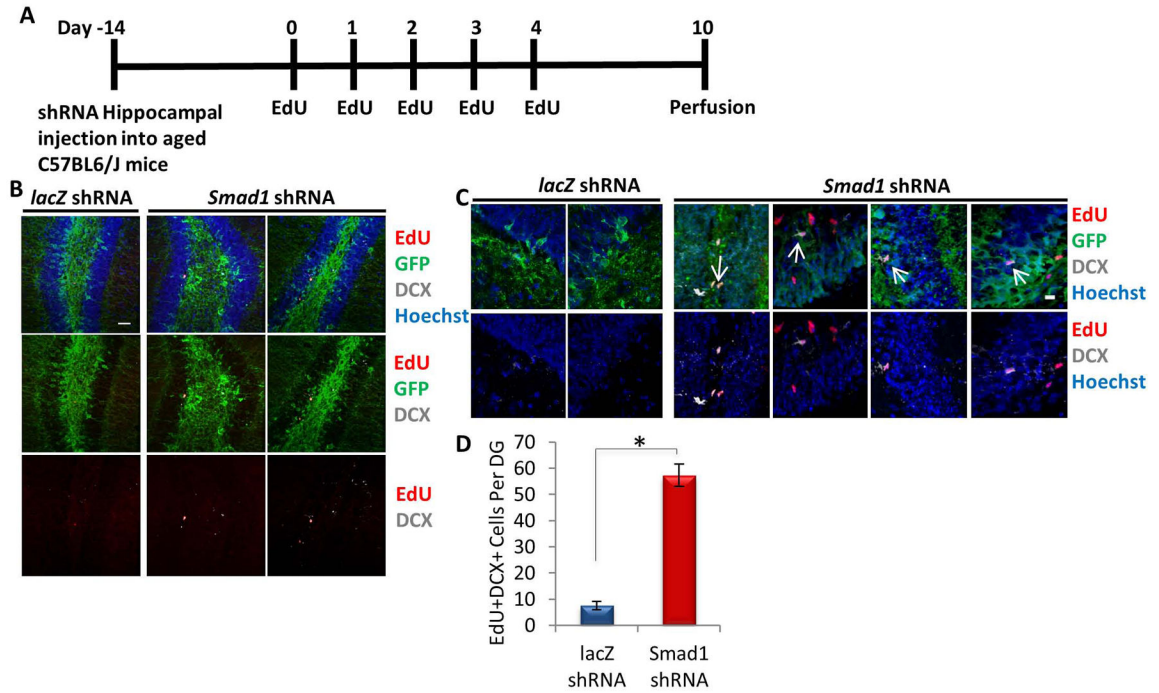 A
Day -14 0 1 2 3 4 10
EdU EdU EdU EdU EdU Perfusion
shRNA Hippocampal
injection into aged
C57BL6/J mice
B
lacZ shRNA Smad1 shRNA
EdU
GFP
DCX
Hoechst
EdU
GFP
DCX
EdU
DCX
C
lacZ shRNA Smad1 shRNA
EdU
GFP
DCX
Hoechst
EdU
DCX
Hoechst
D
EdU+DCX+ Cells Per DG
70
60
50
40
30
20
10
0
*
lacZ
shRNA
Smad1
shRNA